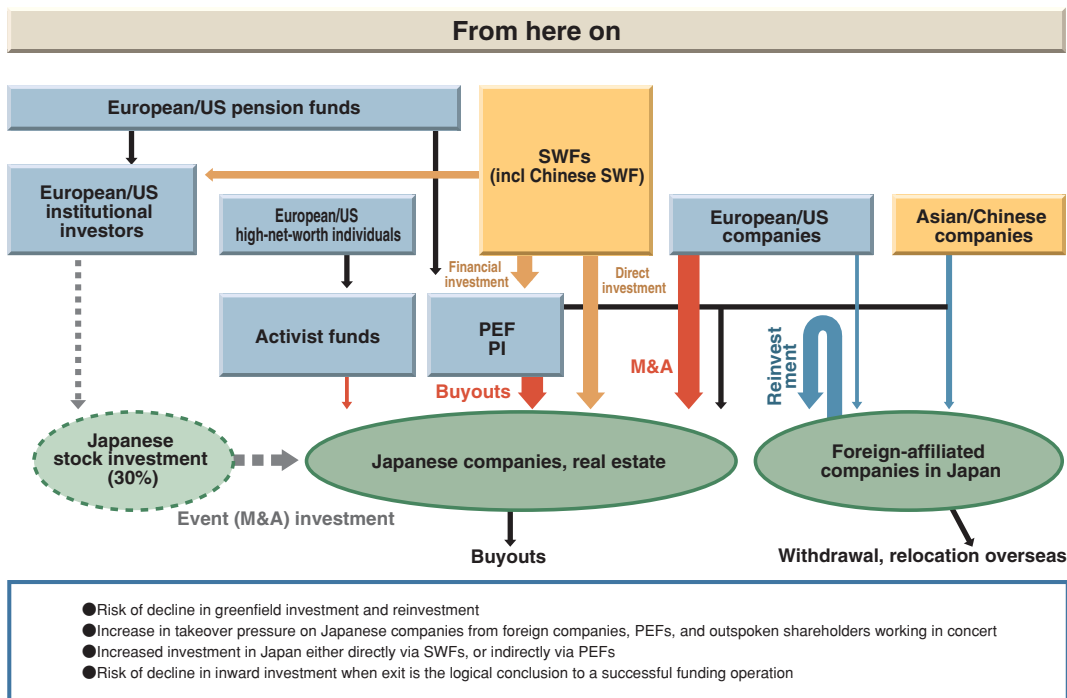 From here on
European/US pension funds
SWFs
(incl Chinese SWF)
European/US
institutional
investors
European/US
high-net-worth individuals
European/US
companies
Asian/Chinese
companies
Financial
investment
Direct
investment
Activist funds
PEF
PI
Buyouts
M&A
Reinvest
ment
Japanese
stock investment
(30%)
Japanese companies, real estate
Foreign-affiliated
companies in Japan
Event (M&A) investment
Buyouts
Withdrawal, relocation overseas
●Risk of decline in greenfield investment and reinvestment
●Increase in takeover pressure on Japanese companies from foreign companies, PEFs, and outspoken shareholders working in concert
●Increased investment in Japan either directly via SWFs, or indirectly via PEFs
●Risk of decline in inward investment when exit is the logical conclusion to a successful funding operation